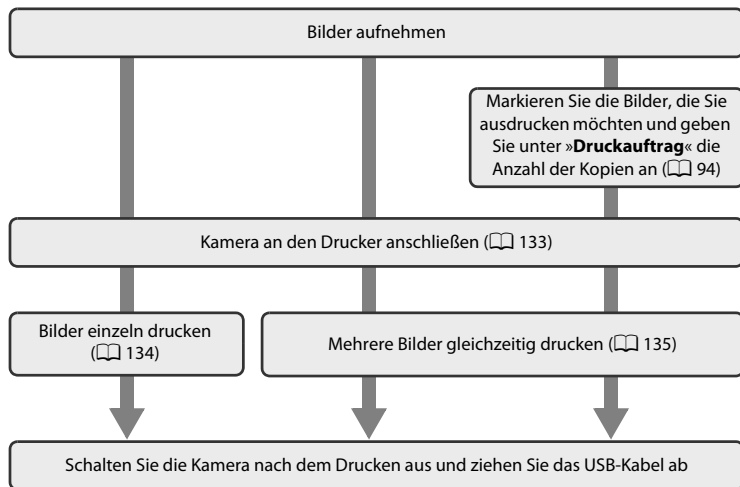 Bilder aufnehmen
Markieren Sie die Bilder, die Sie
ausdrucken möchten und geben
Sie unter »Druckauftrag« die
Anzahl der Kopien an (📖 94)
Kamera an den Drucker anschließen (📖 133)
Bilder einzeln drucken
(📖 134)
Mehrere Bilder gleichzeitig drucken (📖 135)
Schalten Sie die Kamera nach dem Drucken aus und ziehen Sie das USB-Kabel ab